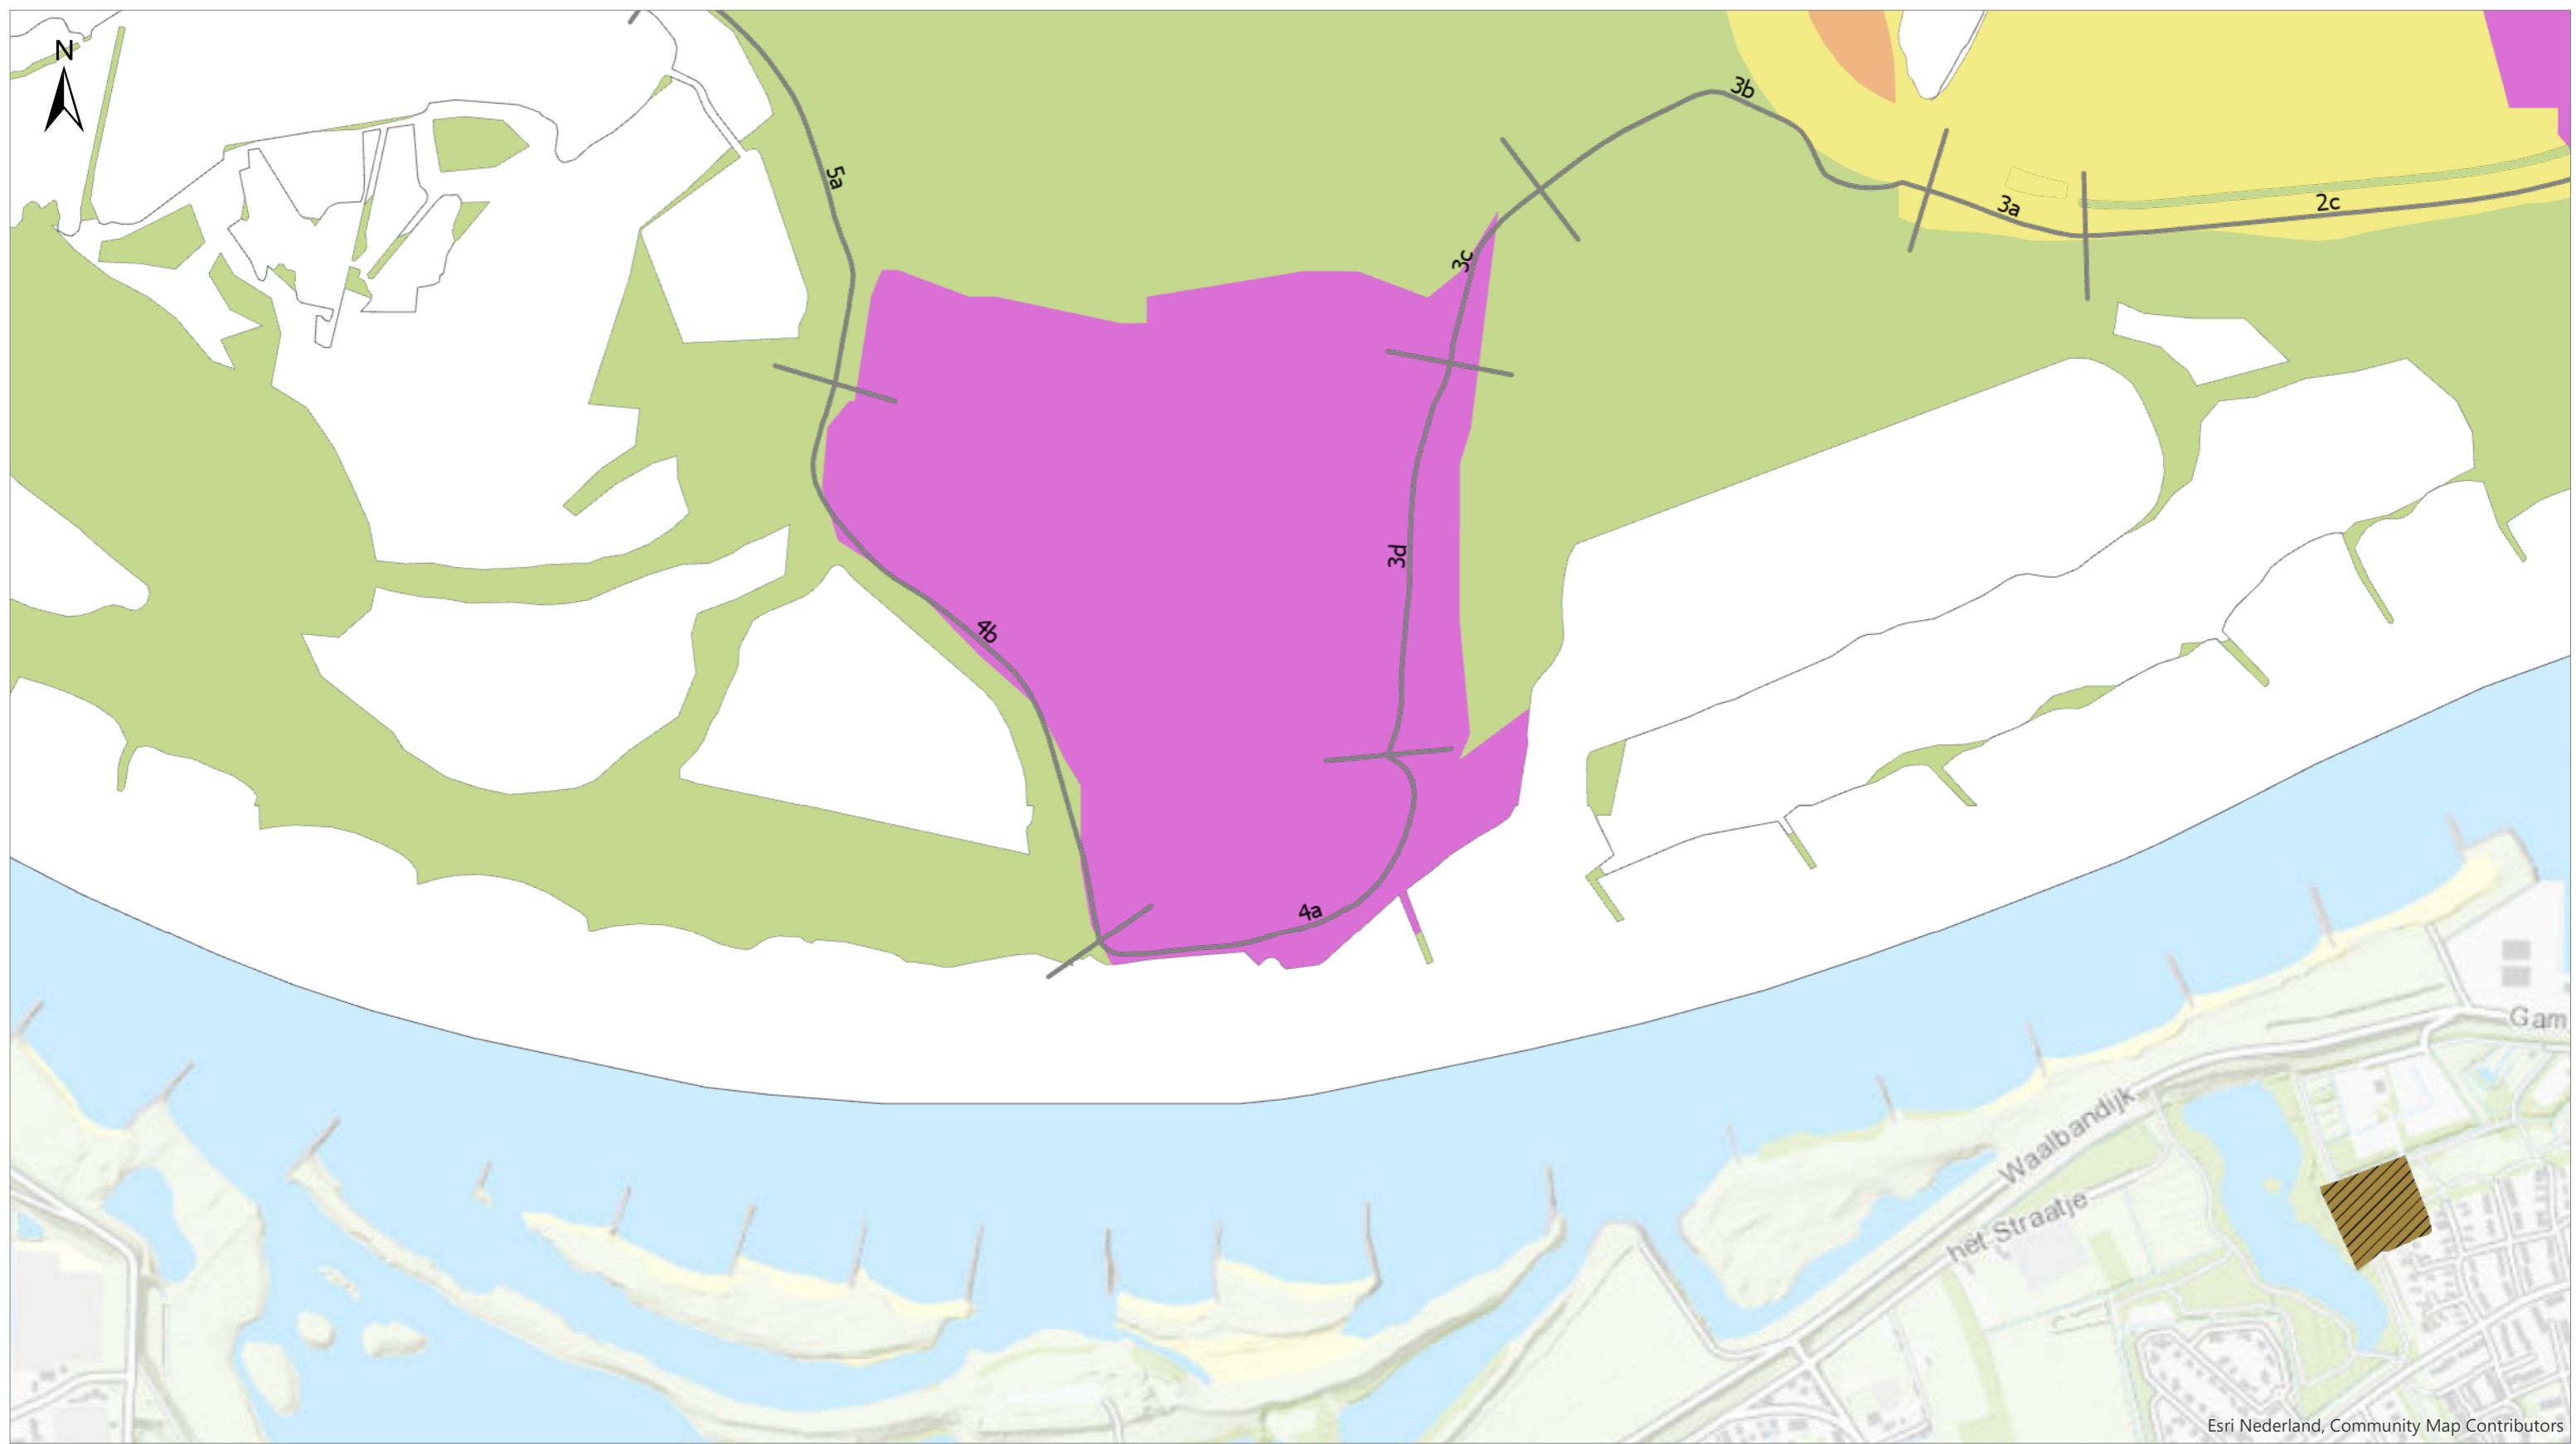 N
3b
5a
3a
2c
3c
3d
4b
4a
Gam
Waalbandijk
het Straatje
Esri Nederland, Community Map Contributors